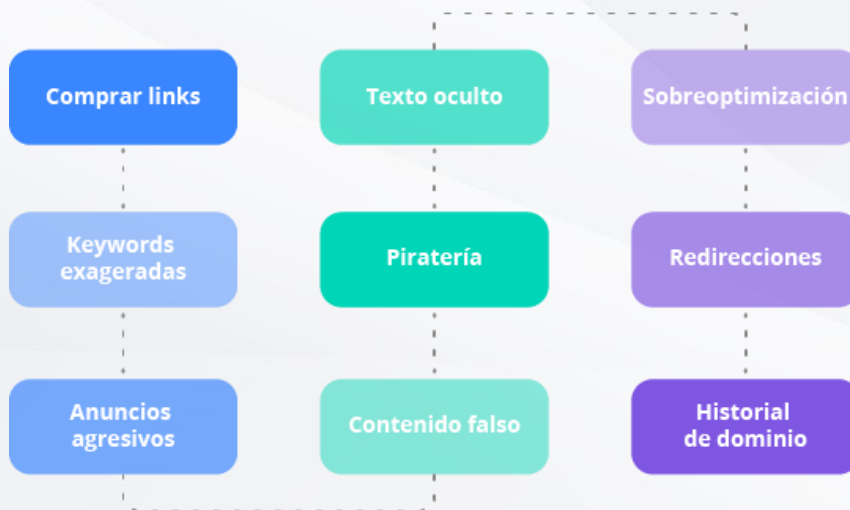 Comprar links
Texto oculto
Sobreoptimización
Keywords
exageradas
Piratería
Redirecciones
Anuncios
agresivos
Contenido falso
Historial
de dominio